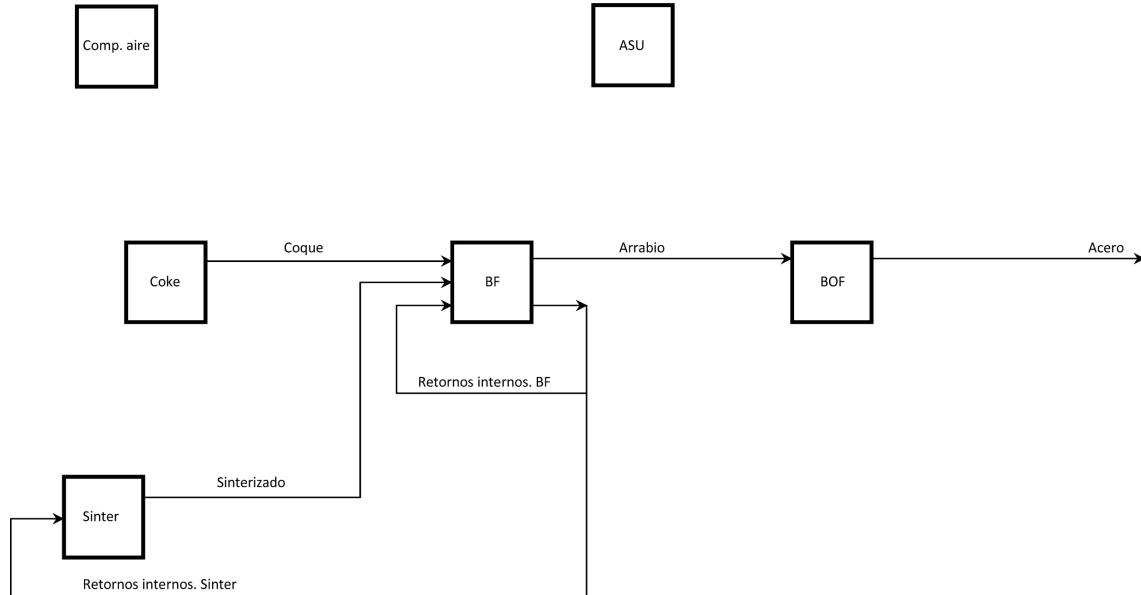 Comp. aire
ASU
Coque
Arrabio
Acero
Coke
BF
BOF
Retornos internos. BF
Sinterizado
Sinter
Retornos internos. Sinter